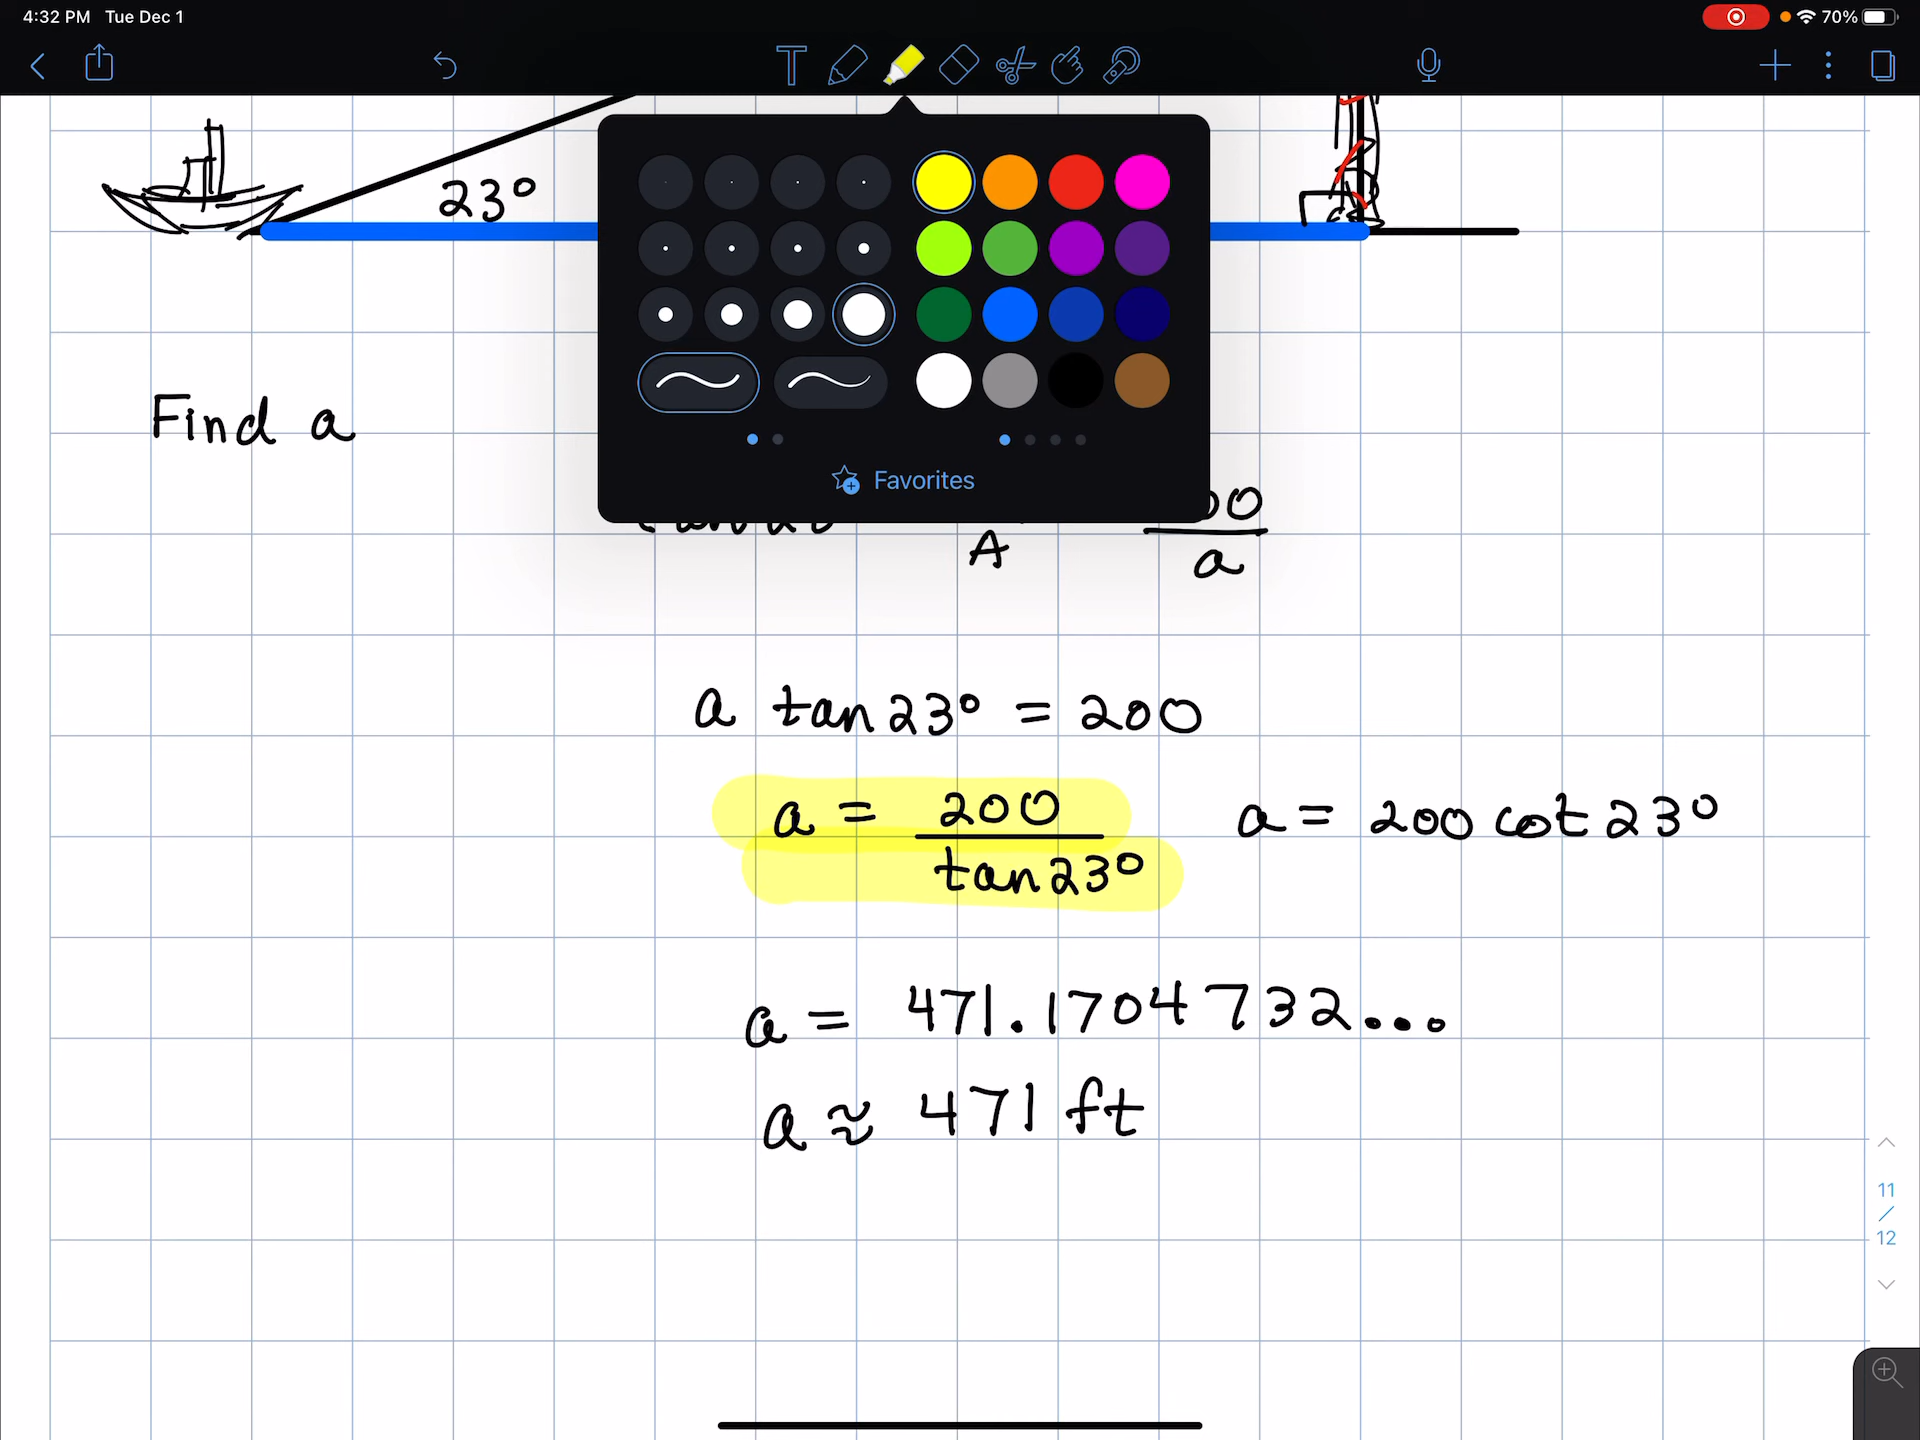 4:32 PM Tue Dec 1
70%
T
23°
Favorites
Find a
A
a
a tan 23° = 200
a = 200
tan 23°
a = 200 cot 23°
a = 471.1704732...
a ≈ 471 ft
11
/
12